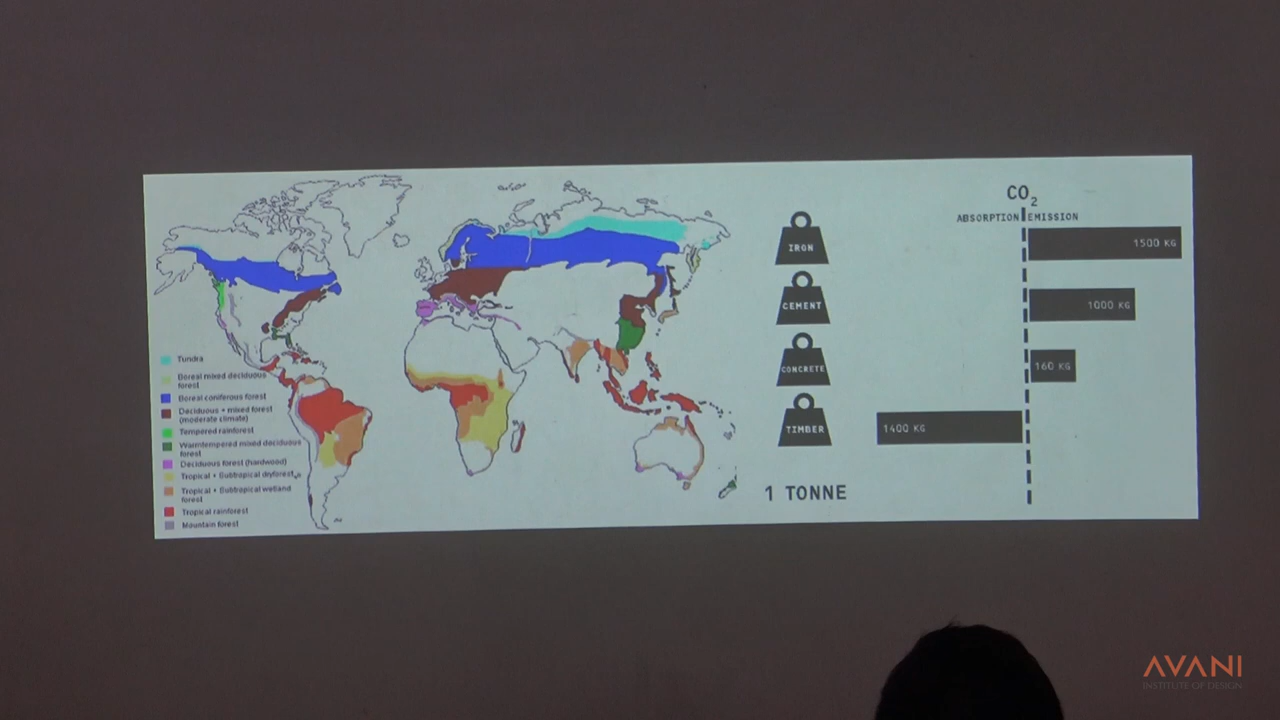 Tundra
Boreal mixed deciduous
forest
Boreal coniferous forest
Deciduous + mixed forest
(moderate climate)
Tempered rainforest
Warmtempered mixed deciduous
forest
Deciduous forest (hardwood)
Tropical + Subtropical dryforest
Tropical + Subtropical wetland
forest
Tropical rainforest
Mountain forest
CO2
ABSORPTION EMISSION
IRON
1500 KG
CEMENT
1000 KG
CONCRETE
160 KG
TIMBER
1400 KG
1 TONNE
AVANI
INSTITUTE OF DESIGN